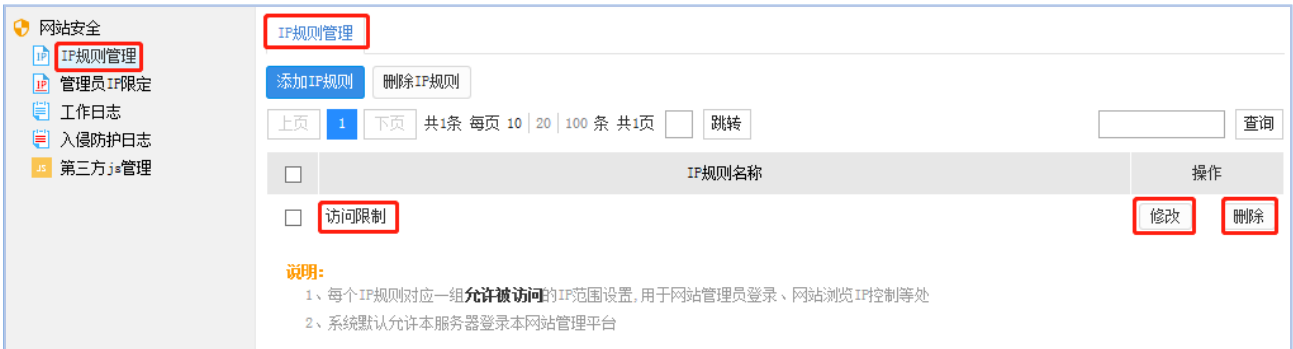 网站安全
IP规则管理
管理员IP限定
工作日志
入侵防护日志
JS 第三方js管理
IP规则管理
添加IP规则 删除IP规则
上页 1 下页 共1条 每页 10 | 20 | 100 条 共1页 跳转 查询
IP规则名称 操作
访问限制 修改 删除
说明:
1、每个IP规则对应一组允许被访问的IP范围设置,用于网站管理员登录、网站浏览IP控制等处
2、系统默认允许本服务器登录本网站管理平台